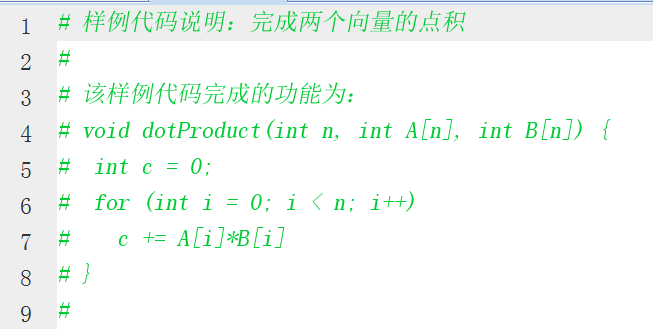 1 # 样例代码说明：完成两个向量的点积
2 #
3 # 该样例代码完成的功能为：
4 # void dotProduct(int n, int A[n], int B[n]) {
5 #  int c = 0;
6 #  for (int i = 0; i < n; i++)
7 #    c += A[i]*B[i]
8 # }
9 #